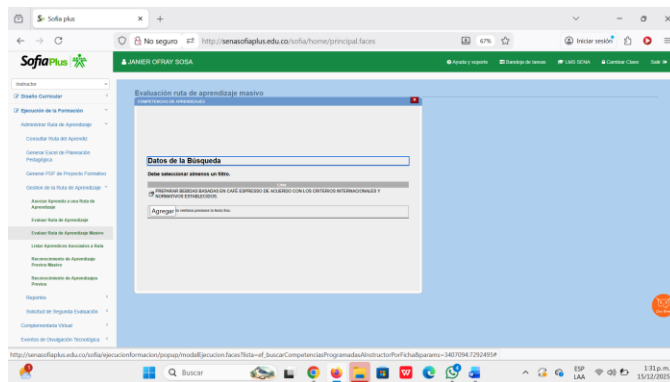 Sofia plus
No seguro
http://senasofiaplus.edu.co/sofia/home/principal.faces
67%
Iniciar sesión
SofiaPlus
JANIER OFRAY SOSA
Ayuda y soporte
Bandeja de tareas
LMS SENA
Cambiar Clave
Salir
Instructor
Diseño Curricular
Ejecución de la Formación
Administrar Ruta de Aprendizaje
Consultar Ruta del Aprendiz
Generar Excel de Planeación
Pedagógica
Generar PDF de Proyecto Formativo
Gestión de la Ruta de Aprendizaje
Asociar Aprendiz a una Ruta de
Aprendizaje
Evaluar Ruta de Aprendizaje
Evaluar Ruta de Aprendizaje Masivo
Listar Aprendices Asociados a Ruta
Reconocimiento de Aprendizaje
Previos Masivo
Reconocimiento de Aprendizajes
Previos
Reportes
Solicitud de Segunda Evaluación
Complementaria Virtual
Eventos de Divulgación Tecnológica
Evaluación ruta de aprendizaje masivo
COMPETENCIAS DE APRENDIZAJES
Datos de la Búsqueda
Debe seleccionar almenos un filtro.
PREPARAR BEBIDAS BASADAS EN CAFÉ ESPRESSO DE ACUERDO CON LOS CRITERIOS INTERNACIONALES Y
NORMATIVOS ESTABLECIDOS.
Agregar
http://senasofiaplus.edu.co/sofia/ejecucionformacion/popup/modalEjecucion.faces?lista=ef_buscarCompetenciasProgramadasAInstructorPorFicha&params=3407094:7292495#
Buscar
ESP
LAA
1:31 p.
15/12/2025